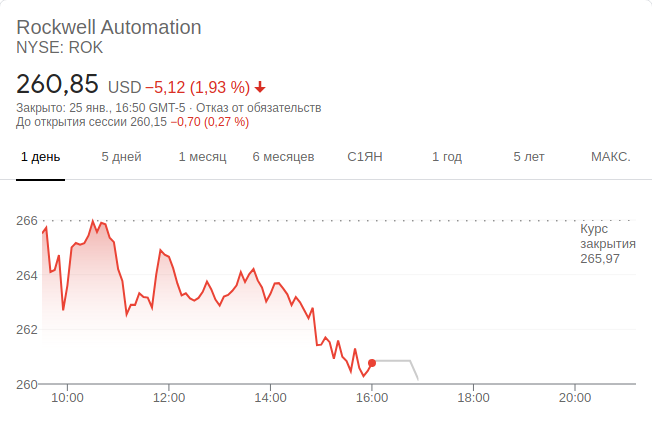 Rockwell Automation
NYSE: ROK
260,85 USD −5,12 (1,93 %)
Закрыто: 25 янв., 16:50 GMT-5 · Отказ от обязательств
До открытия сессии 260,15 −0,70 (0,27 %)
1 день 5 дней 1 месяц 6 месяцев С1ЯН 1 год 5 лет МАКС.
266
Курс
закрытия
265,97
264
262
260
10:00 12:00 14:00 16:00 18:00 20:00